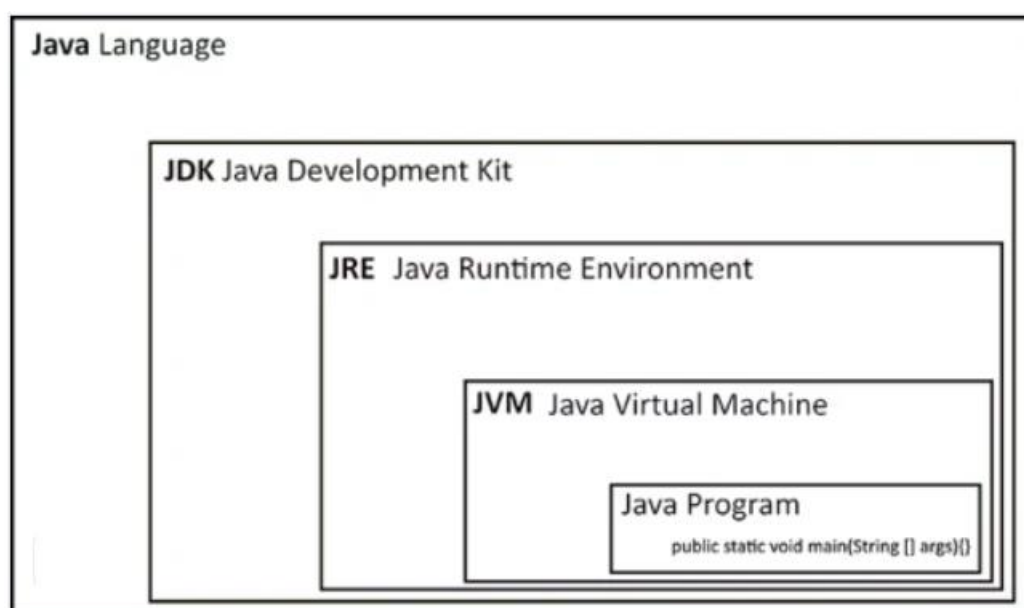 Java Language
JDK Java Development Kit
JRE Java Runtime Environment
JVM Java Virtual Machine
Java Program
public static void main(String [] args){}